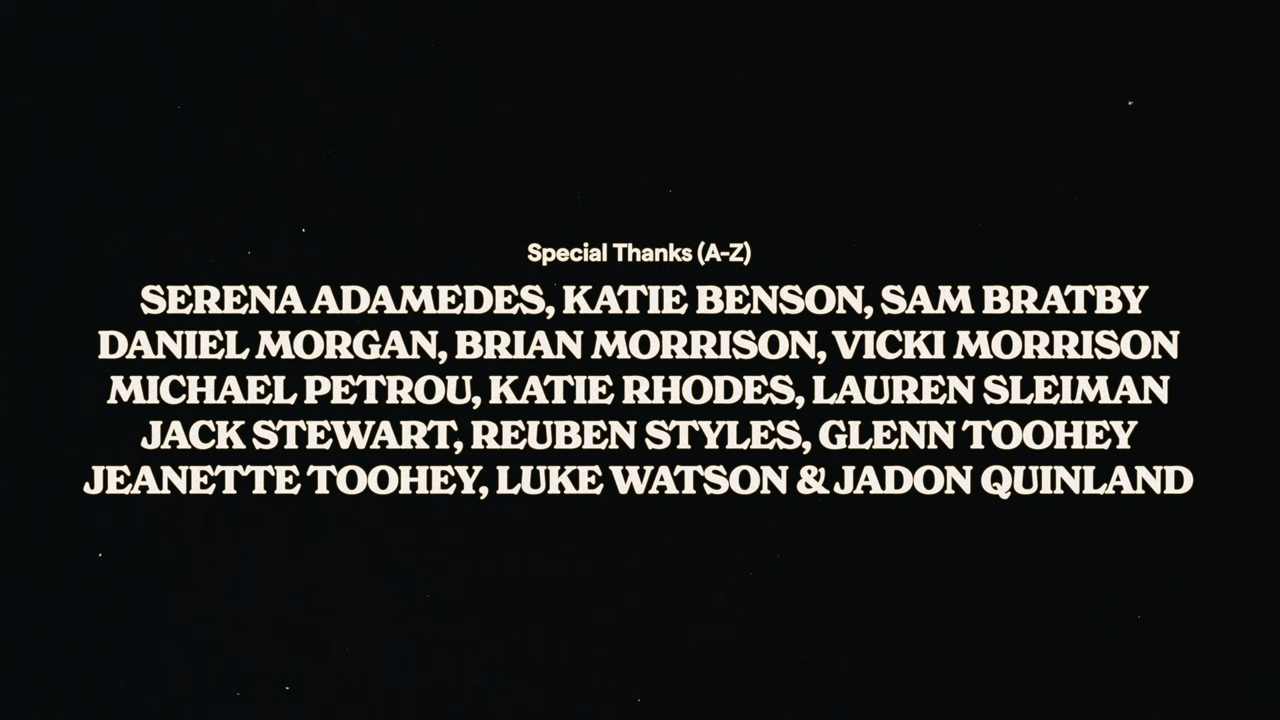 Special Thanks (A-Z)
SERENA ADAMEDES, KATIE BENSON, SAM BRATBY
DANIEL MORGAN, BRIAN MORRISON, VICKI MORRISON
MICHAEL PETROU, KATIE RHODES, LAUREN SLEIMAN
JACK STEWART, REUBEN STYLES, GLENN TOOHEY
JEANETTE TOOHEY, LUKE WATSON & JADON QUINLAND